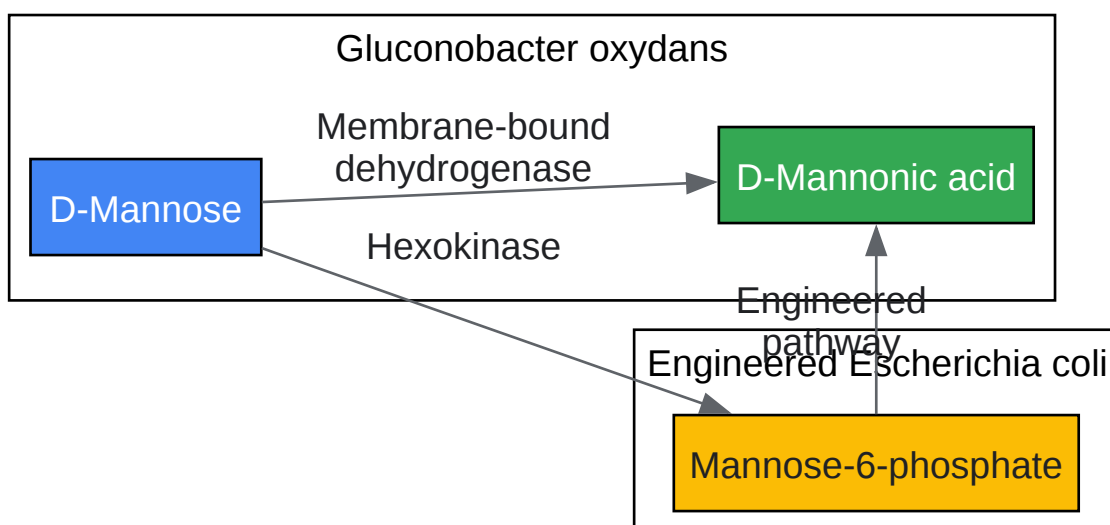 Gluconobacter oxydans
Membrane-bound
dehydrogenase
D-Mannose
D-Mannonic acid
Hexokinase
Engineered
pathway
Engineered Escherichia coli
Mannose-6-phosphate